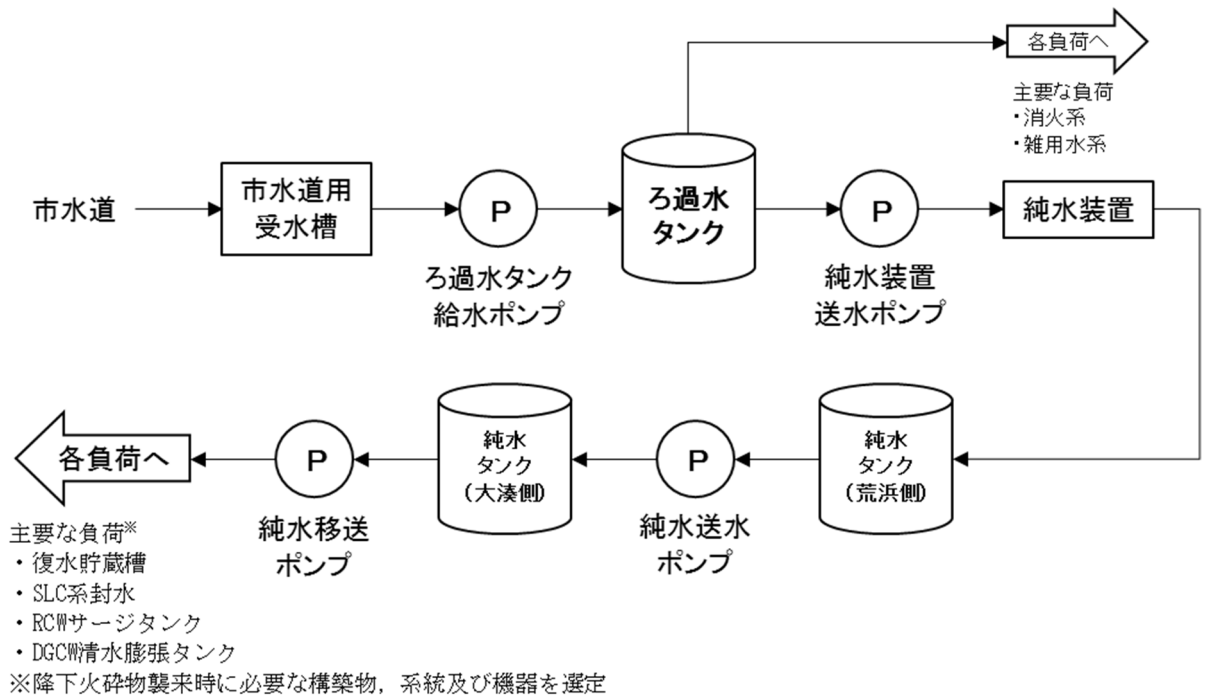 各負荷へ
主要な負荷
・消火系
・雑用水系
市水道
市水道用
受水槽
P
ろ過水タンク
給水ポンプ
ろ過水
タンク
P
純水装置
送水ポンプ
純水装置
各負荷へ
主要な負荷※
・復水貯蔵槽
・SLC系封水
・RCWサージタンク
・DGCW清水膨張タンク
※降下火砕物襲来時に必要な構築物，系統及び機器を選定
P
純水移送
ポンプ
純水
タンク
(大湊側)
P
純水送水
ポンプ
純水
タンク
(荒浜側)